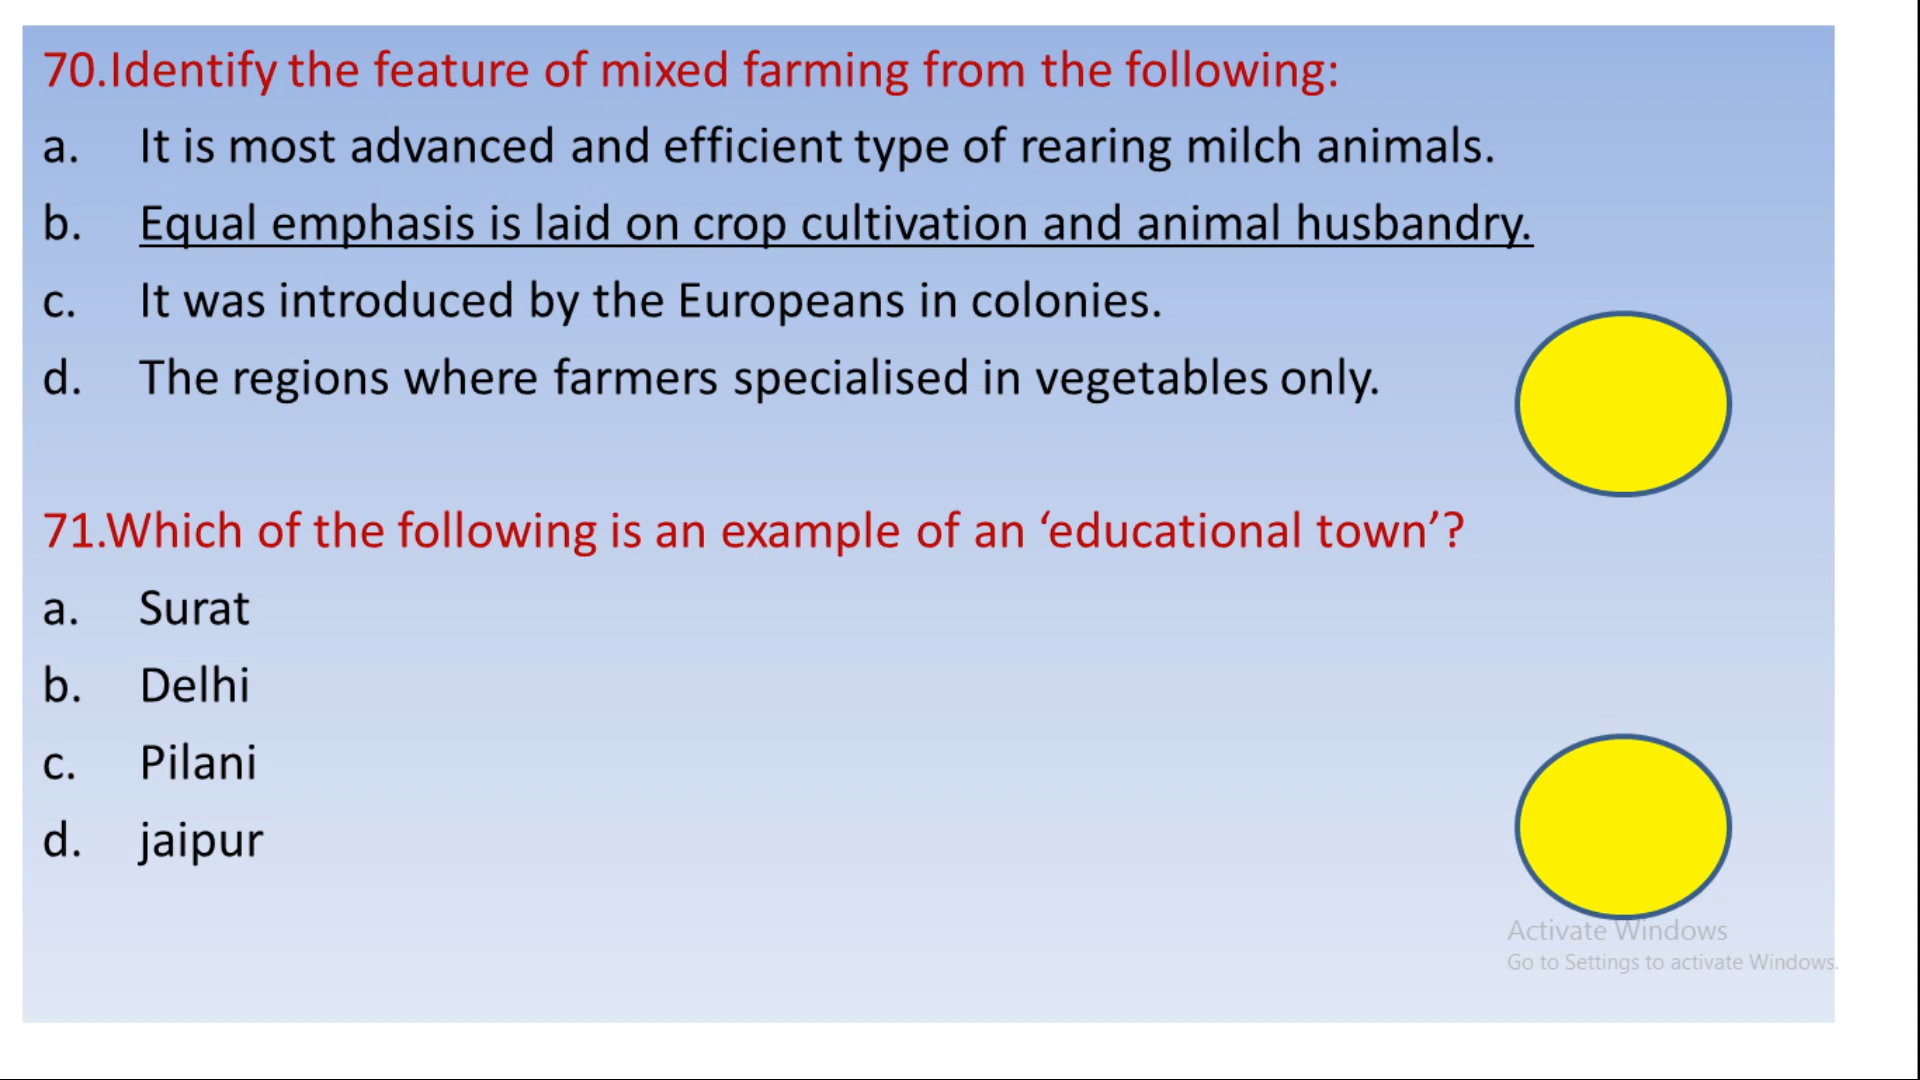 70.Identify the feature of mixed farming from the following:
a. It is most advanced and efficient type of rearing milch animals.
b. Equal emphasis is laid on crop cultivation and animal husbandry.
c. It was introduced by the Europeans in colonies.
d. The regions where farmers specialised in vegetables only.
71.Which of the following is an example of an ‘educational town’?
a. Surat
b. Delhi
c. Pilani
d. jaipur
Activate Windows
Go to Settings to activate Windows.